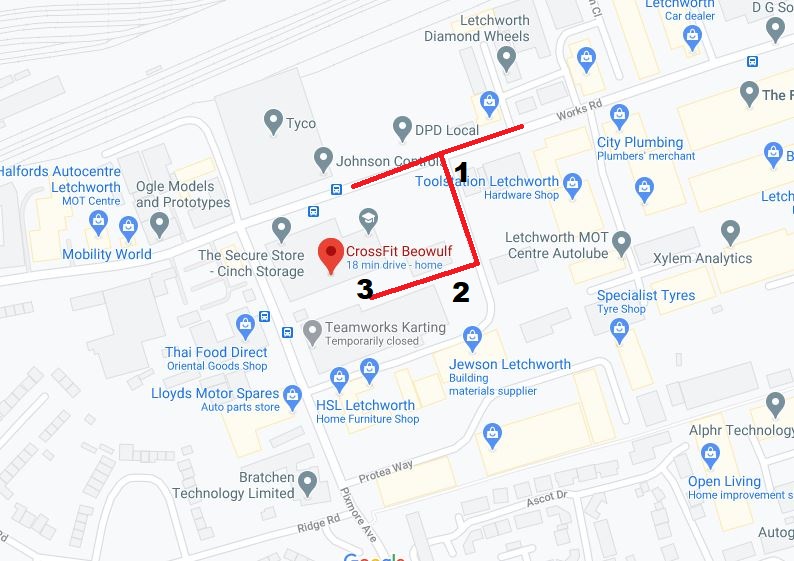 Letchworth
Car dealer
D G So
Letchworth
Diamond Wheels
Works Rd
The F
Tyco
DPD Local
City Plumbing
Plumbers' merchant
Johnson Contro
1
Toolstation Letchworth
Hardware Shop
B
Letch
Halfords Autocentre
Letchworth
MOT Centre
Ogle Models
and Prototypes
Mobility World
The Secure Store
- Cinch Storage
CrossFit Beowulf
18 min drive - home
Letchworth MOT
Centre Autolube
Xylem Analytics
3
2
Specialist Tyres
Tyre Shop
Teamworks Karting
Temporarily closed
Thai Food Direct
Oriental Goods Shop
Jewson Letchworth
Building
materials supplier
Lloyds Motor Spares
Auto parts store
HSL Letchworth
Home Furniture Shop
Alphr Technology
Protea Way
Open Living
Home improvement s
Bratchen
Technology Limited
Pixmore Ave
Ascot Dr
Ridge Rd
Autog
Rd
Google